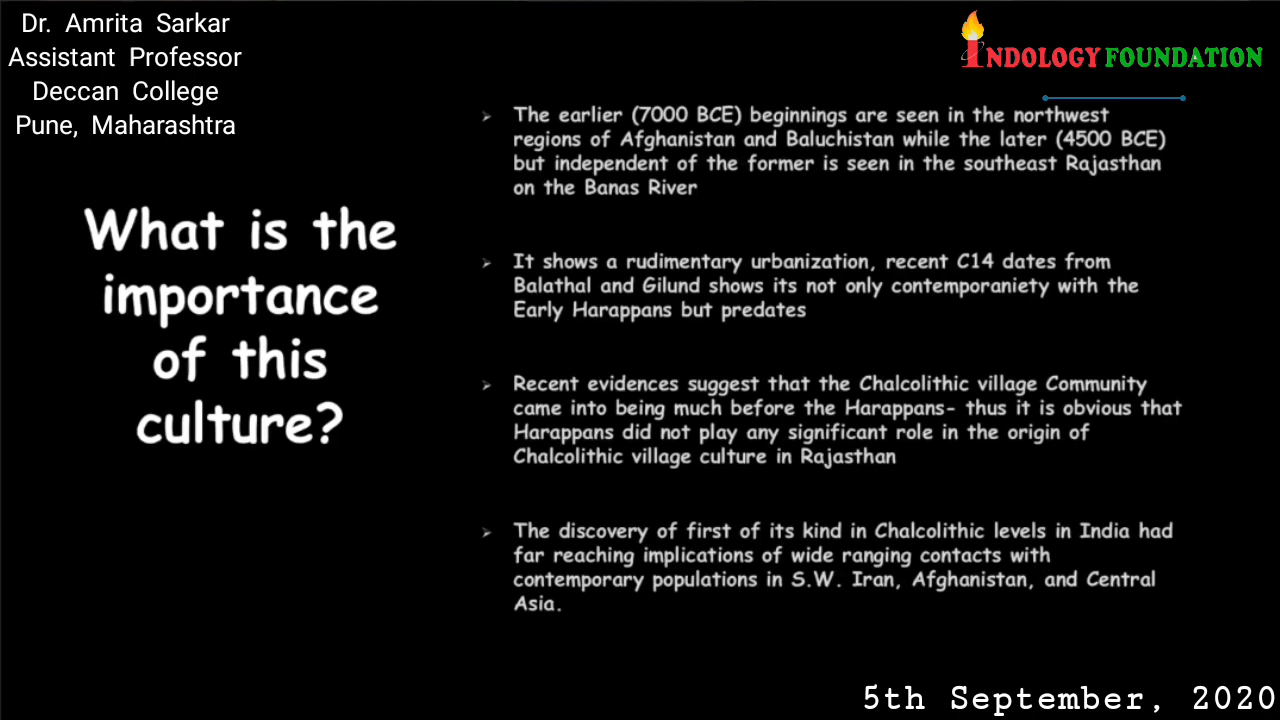 Dr. Amrita Sarkar
Assistant Professor
Deccan College
Pune, Maharashtra
INDOLOGY FOUNDATION
What is the
importance
of this
culture?
➢ The earlier (7000 BCE) beginnings are seen in the northwest
regions of Afghanistan and Baluchistan while the later (4500 BCE)
but independent of the former is seen in the southeast Rajasthan
on the Banas River
➢ It shows a rudimentary urbanization, recent C14 dates from
Balathal and Gilund shows its not only contemporaniety with the
Early Harappans but predates
➢ Recent evidences suggest that the Chalcolithic village Community
came into being much before the Harappans- thus it is obvious that
Harappans did not play any significant role in the origin of
Chalcolithic village culture in Rajasthan
➢ The discovery of first of its kind in Chalcolithic levels in India had
far reaching implications of wide ranging contacts with
contemporary populations in S.W. Iran, Afghanistan, and Central
Asia.
5th September, 2020